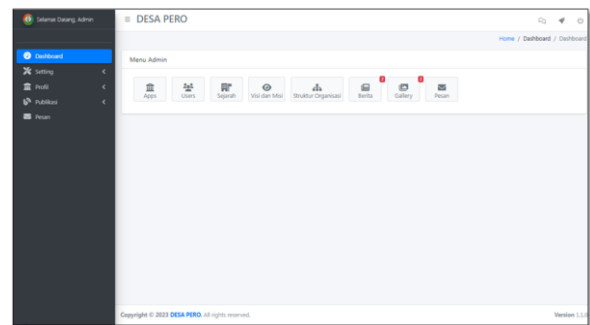 Selamat Datang, Admin
DESA PERO
Home / Dashboard / Dashboard
Dashboard
Setting
Profil
Publikasi
Pesan
Menu Admin
Apps
Users
Sejarah
Visi dan Misi
Struktur Organisasi
Berita
Gallery
Pesan
Copyright © 2023 DESA PERO. All rights reserved.
Version 1.1.0